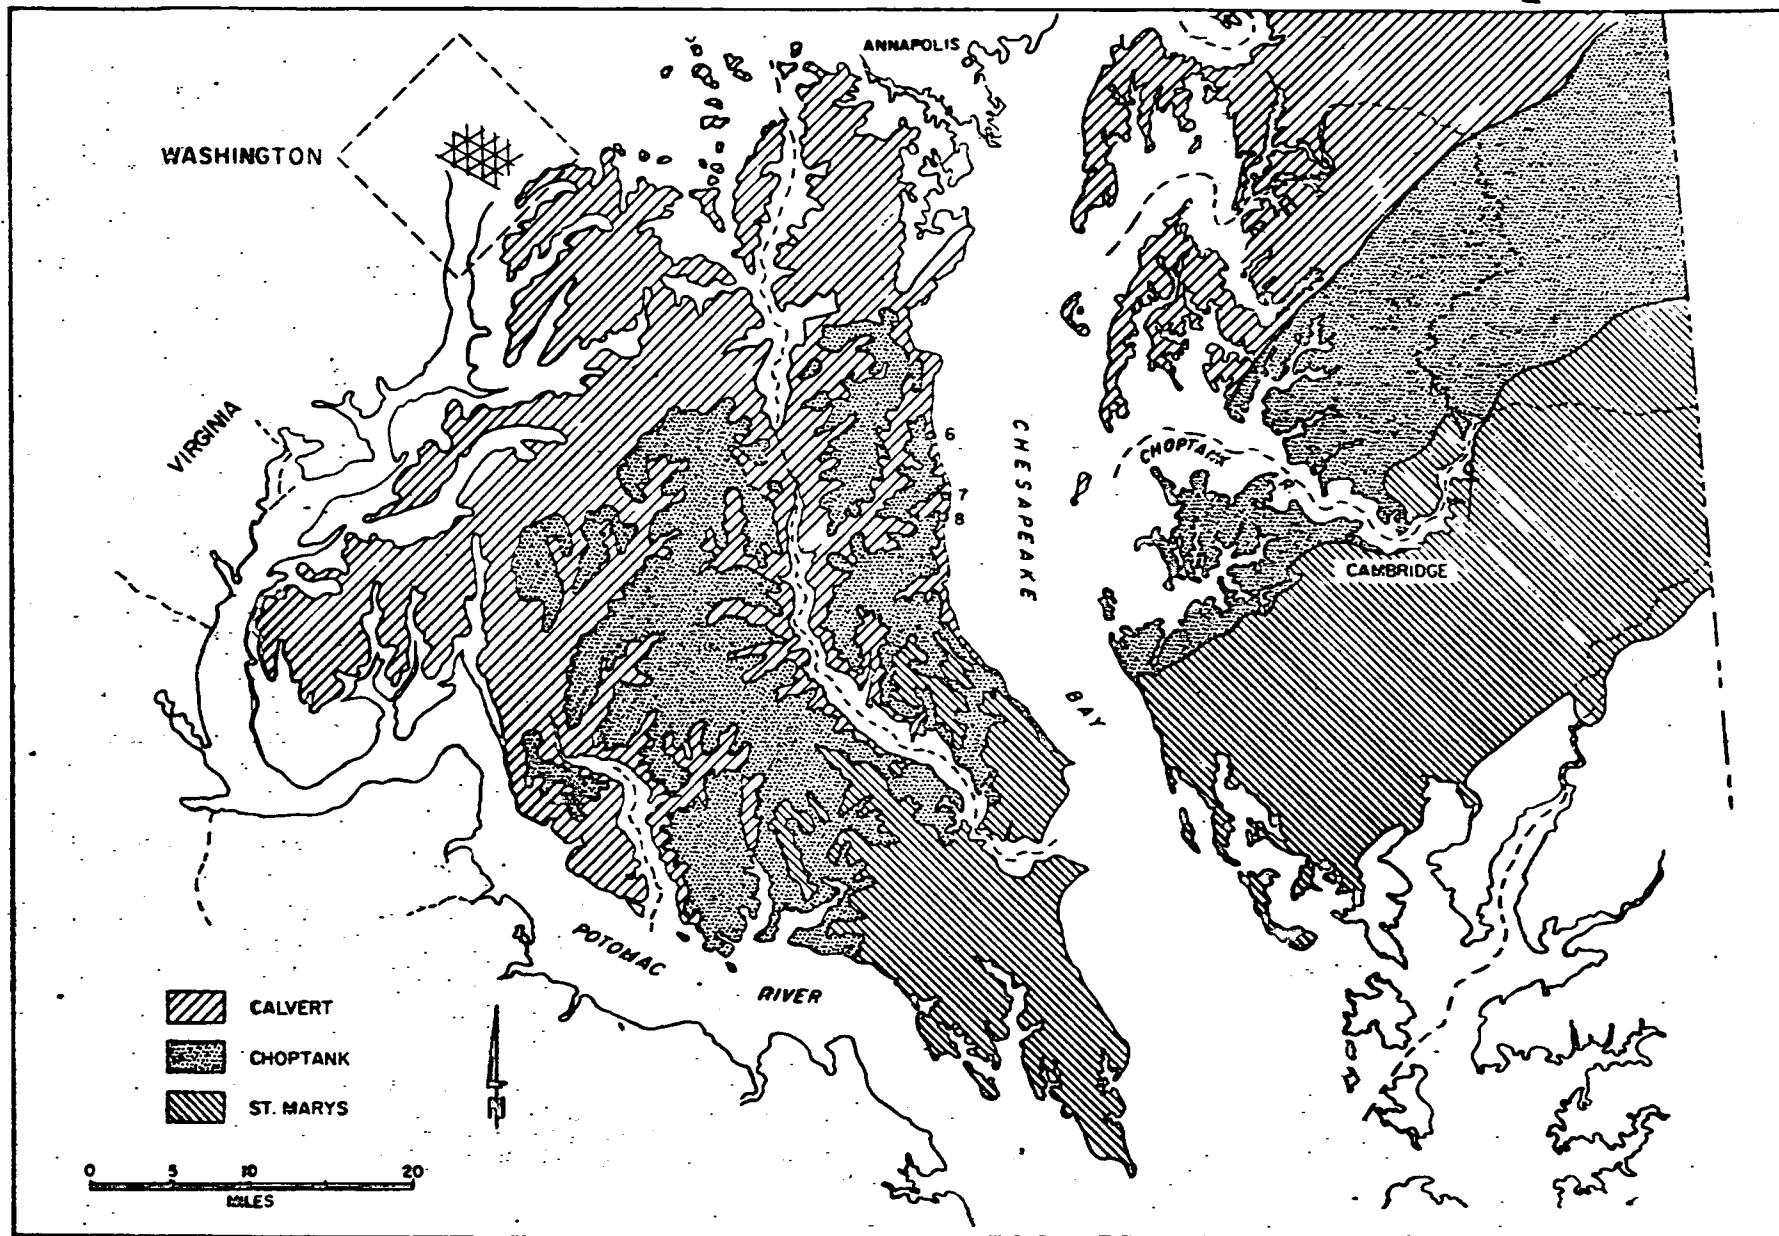 ANNAPOLIS
WASHINGTON
VIRGINIA
CHESAPEAKE
BAY
6
7
8
CHOPTANK
R
CAMBRIDGE
POTOMAC
RIVER
CALVERT
CHOPTANK
ST. MARYS
N
0 5 10 20
MILES